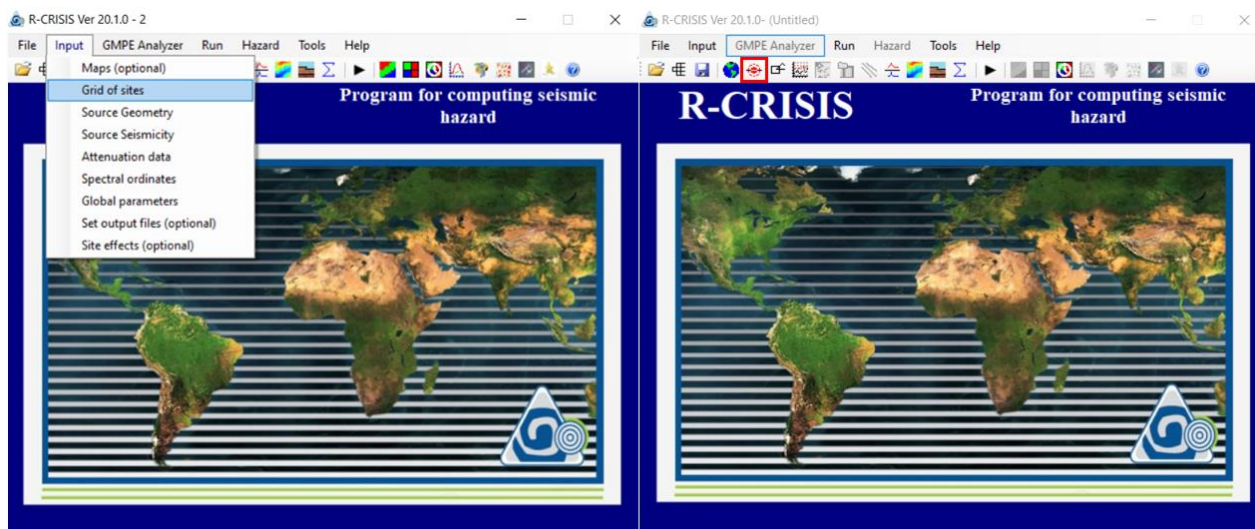 R-CRISIS Ver 20.1.0 - 2
File Input GMPE Analyzer Run Hazard Tools Help
Maps (optional)
Grid of sites
Source Geometry
Source Seismicity
Attenuation data
Spectral ordinates
Global parameters
Set output files (optional)
Site effects (optional)
Program for computing seismic
hazard
R-CRISIS Ver 20.1.0- (Untitled)
File Input GMPE Analyzer Run Hazard Tools Help
R-CRISIS
Program for computing seismic
hazard